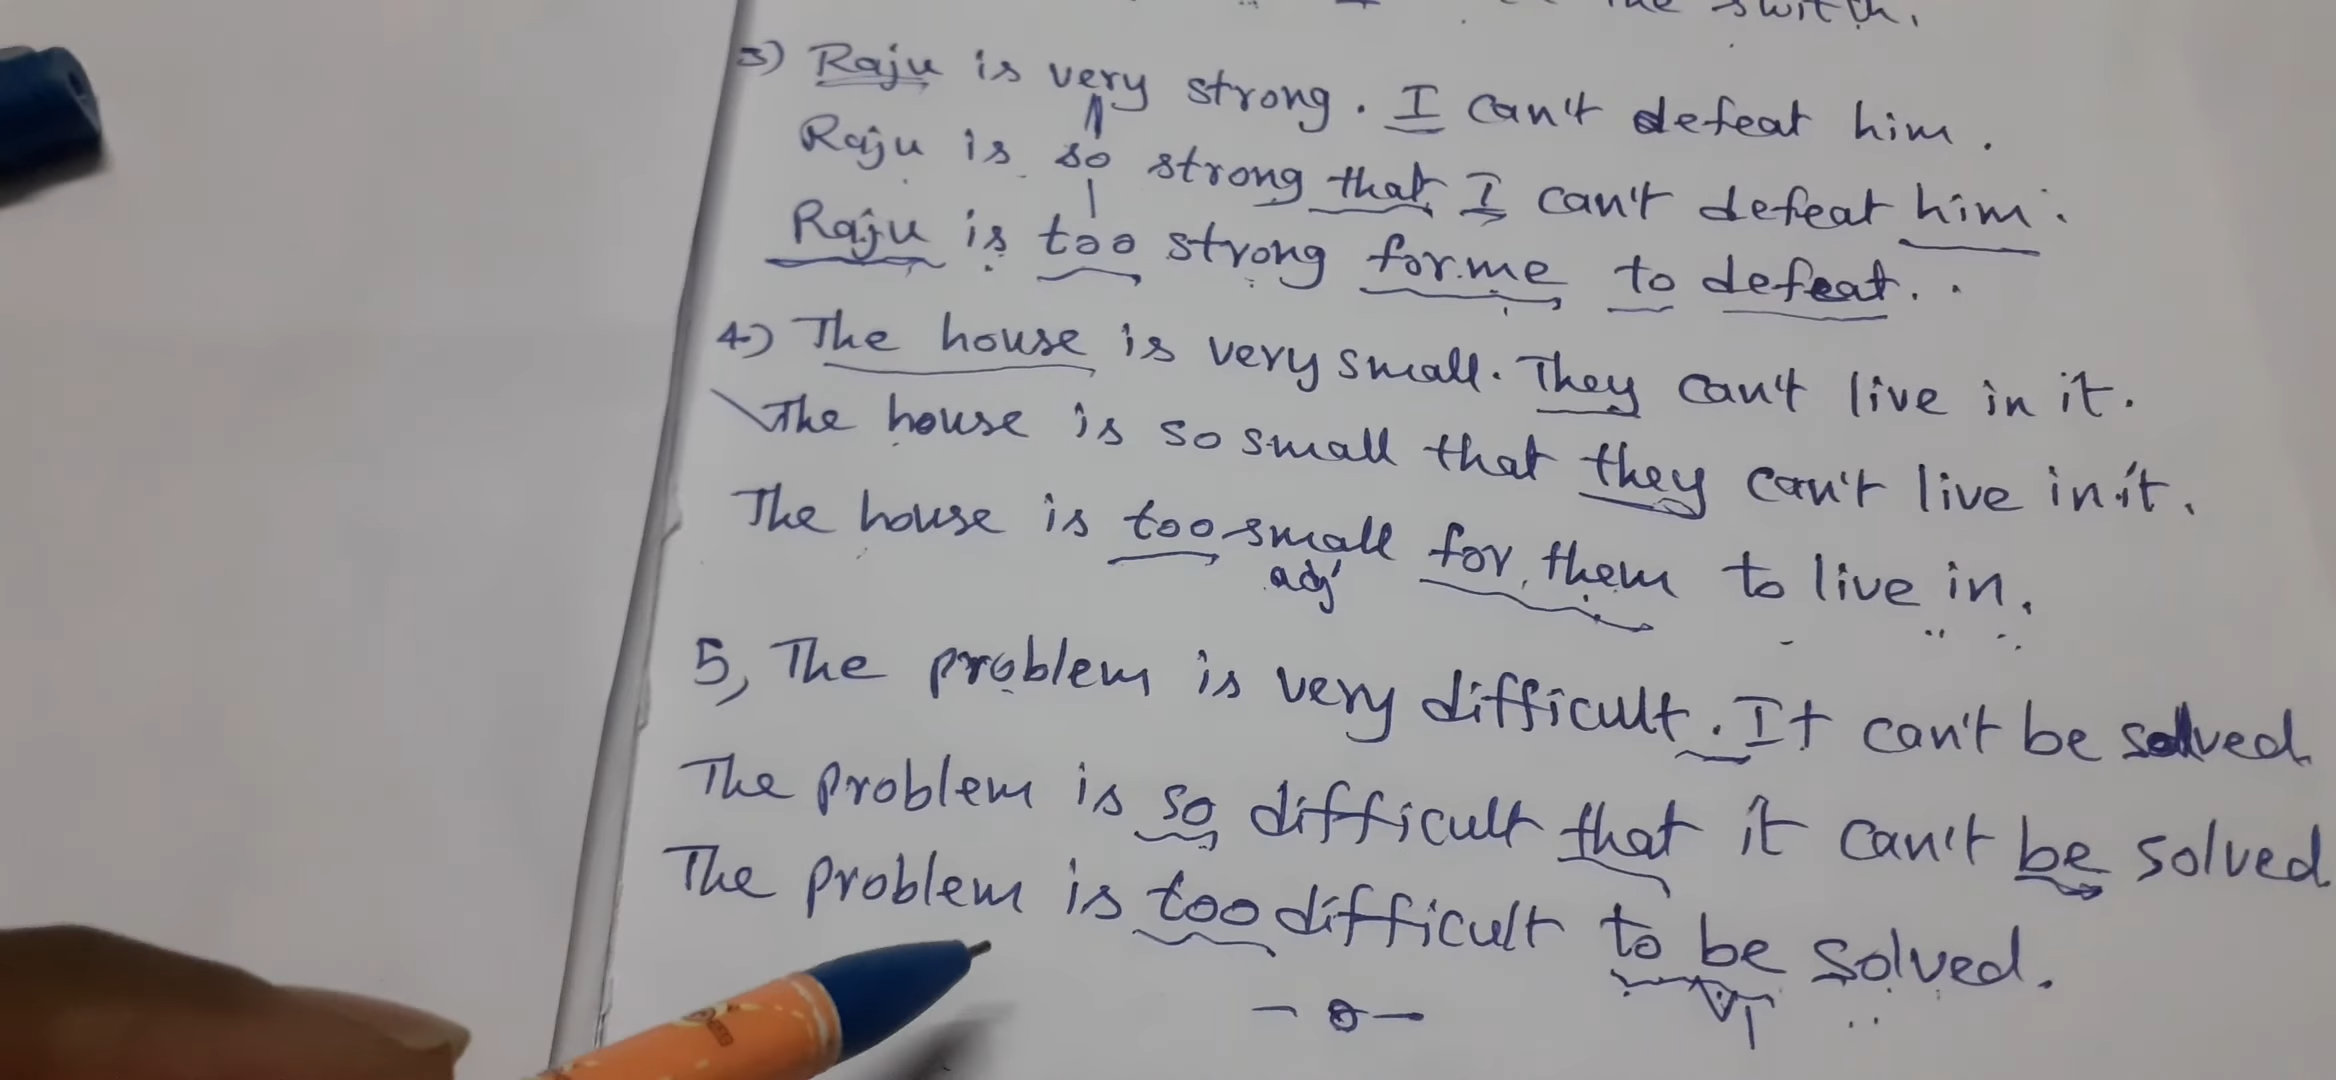 the switch.
3) Raju is very strong. I can't defeat him.
Raju is so strong that I can't defeat him.
Raju is too strong for me to defeat.
4) The house is very small. They can't live in it.
The house is so small that they can't live in it.
The house is too small for them to live in.
adj
5, The problem is very difficult. It can't be solved
The problem is so difficult that it can't be solved
The problem is too difficult to be solved.